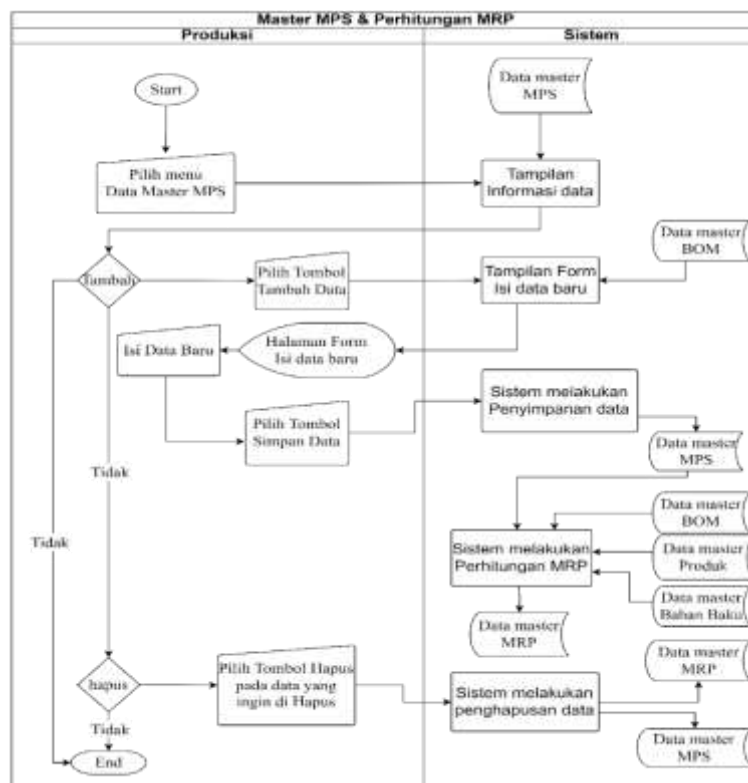 Master MPS & Perhitungan MRP
Produksi
Sistem
Start
Data master
MPS
Pilih menu
Data Master MPS
Tampilan
Informasi data
Tambah
Pilih Tombol
Tambah Data
Tampilan Form
Isi data baru
Data master
BOM
Isi Data Baru
Halaman Form
Isi data baru
Pilih Tombol
Simpan Data
Sistem melakukan
Penyimpanan data
Data master
MPS
Tidak
Tidak
Data master
BOM
Sistem melakukan
Perhitungan MRP
Data master
Produk
Data master
Bahan Baku
Data master
MRP
hapus
Pilih Tombol Hapus
pada data yang
ingin di Hapus
Sistem melakukan
penghapusan data
Data master
MRP
Tidak
End
Data master
MPS